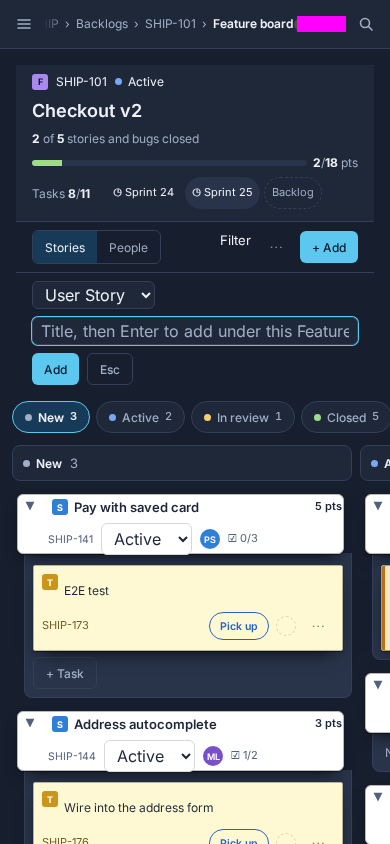 › Backlogs › SHIP-101 › Feature board
F SHIP-101 Active
Checkout v2
2 of 5 stories and bugs closed
2/18 pts
Tasks 8/11 Sprint 24 Sprint 25 Backlog
Stories People Filter ... + Add
User Story
Title, then Enter to add under this Feature
Add Esc
New 3 Active 2 In review 1 Closed 5
New 3
S Pay with saved card 5 pts
SHIP-141 Active PS ☑ 0/3
T E2E test
SHIP-173 Pick up ...
+ Task
S Address autocomplete 3 pts
SHIP-144 Active ML ☑ 1/2
T Wire into the address form
SHIP-176 Pick up ...